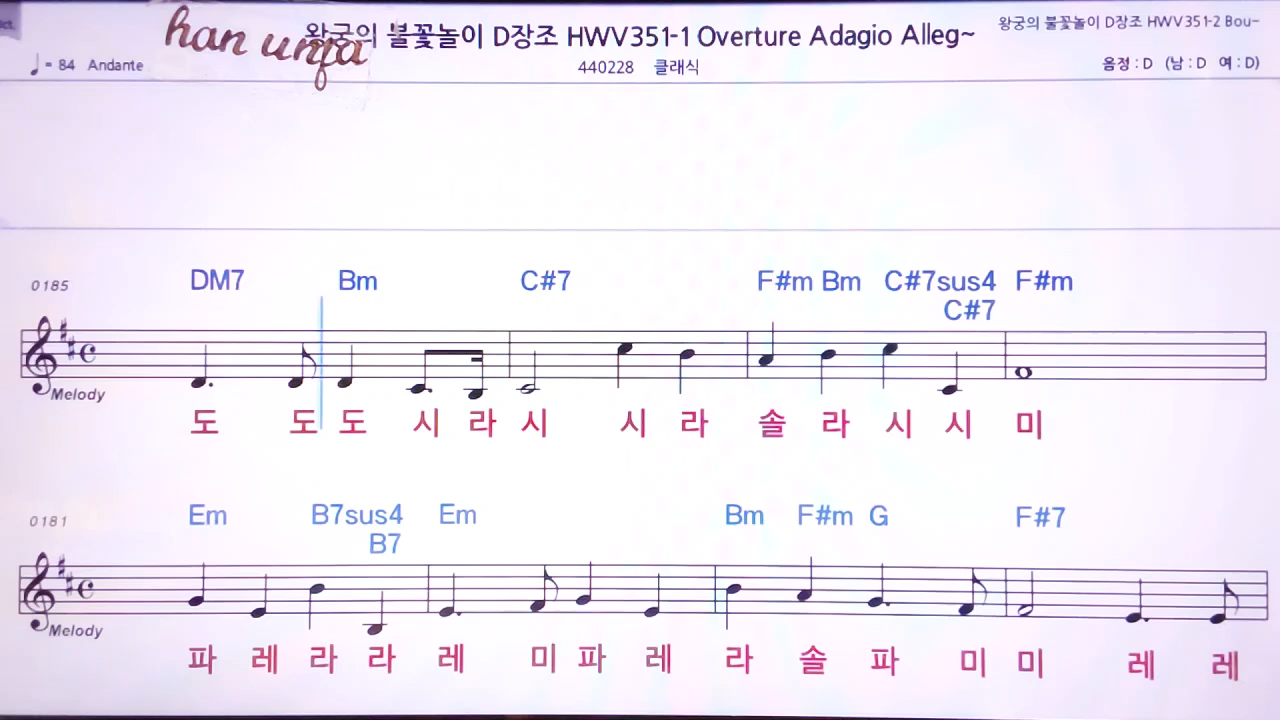 ct.
han unfa
왕궁의 불꽃놀이 D장조 HWV351-1 Overture Adagio Alleg~
왕궁의 불꽃놀이 D장조 HWV351-2 Bou~
= 84 Andante
440228 클래식
음정 : D (남 : D 여 : D)
0185
DM7 Bm C#7 F#m Bm C#7sus4 F#m
C#7
Melody
도 도 도 시 라 시 시 라 솔 라 시 시 미
0181
Em B7sus4 Em Bm F#m G F#7
B7
Melody
파 레 라 라 레 미 파 레 라 솔 파 미 미 레 레